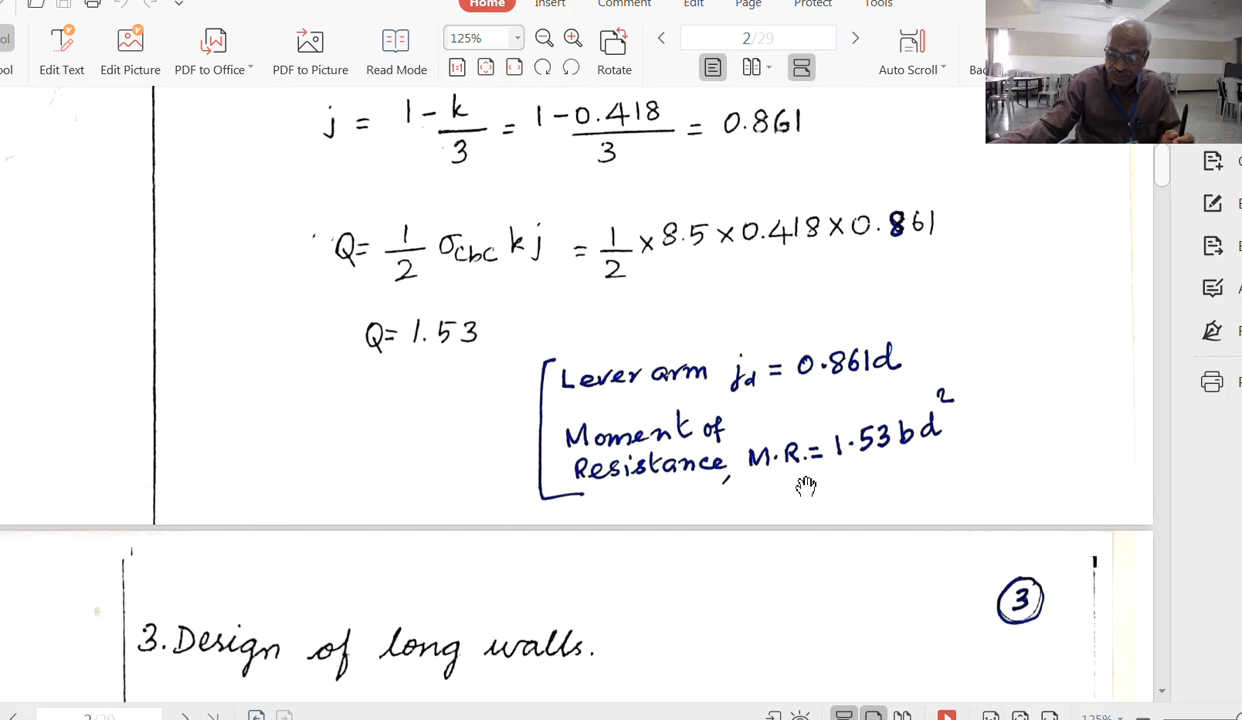 Home Insert Comment Edit Page Protect Tools
Edit Text Edit Picture PDF to Office PDF to Picture Read Mode 125% 2/29 Rotate Auto Scroll
j = 1 - k/3 = 1 - 0.418/3 = 0.861
Q = 1/2 σcbc k j = 1/2 × 8.5 × 0.418 × 0.861
Q = 1.53
Lever arm jd = 0.861d
Moment of
Resistance, M.R. = 1.53 bd²
3
3. Design of long walls.
2/29 125%